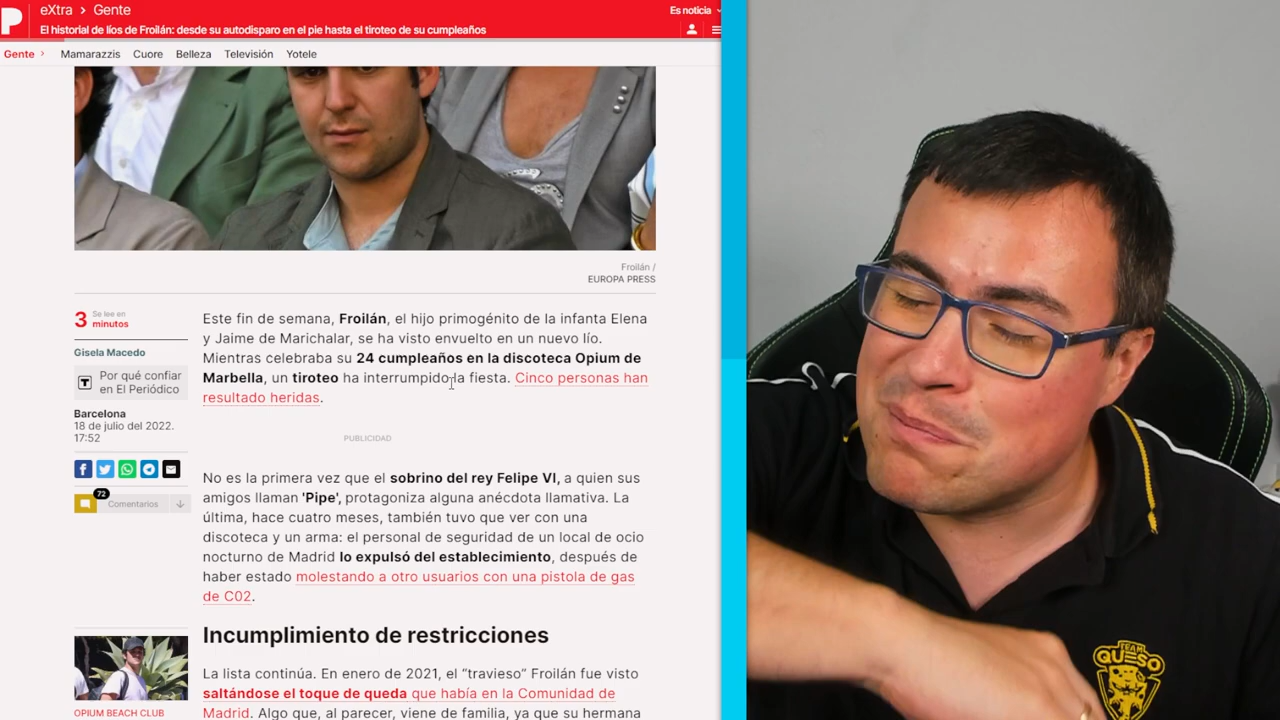 eXtra > Gente
Es noticia
El historial de líos de Froilán: desde su autodisparo en el pie hasta el tiroteo de su cumpleaños
Gente > Mamarazzis Cuore Belleza Televisión Yotele
Froilán /
EUROPA PRESS
3 Se lee en
minutos
Gisela Macedo
T Por qué confiar
en El Periódico
Barcelona
18 de julio del 2022.
17:52
72
Comentarios
OPIUM BEACH CLUB
Este fin de semana, Froilán, el hijo primogénito de la infanta Elena
y Jaime de Marichalar, se ha visto envuelto en un nuevo lío.
Mientras celebraba su 24 cumpleaños en la discoteca Opium de
Marbella, un tiroteo ha interrumpido la fiesta. Cinco personas han
resultado heridas.
PUBLICIDAD
No es la primera vez que el sobrino del rey Felipe VI, a quien sus
amigos llaman 'Pipe', protagoniza alguna anécdota llamativa. La
última, hace cuatro meses, también tuvo que ver con una
discoteca y un arma: el personal de seguridad de un local de ocio
nocturno de Madrid lo expulsó del establecimiento, después de
haber estado molestando a otro usuarios con una pistola de gas
de C02.
Incumplimiento de restricciones
La lista continúa. En enero de 2021, el “travieso” Froilán fue visto
saltándose el toque de queda que había en la Comunidad de
Madrid. Algo que, al parecer, viene de familia, ya que su hermana
TEAM
QUESO